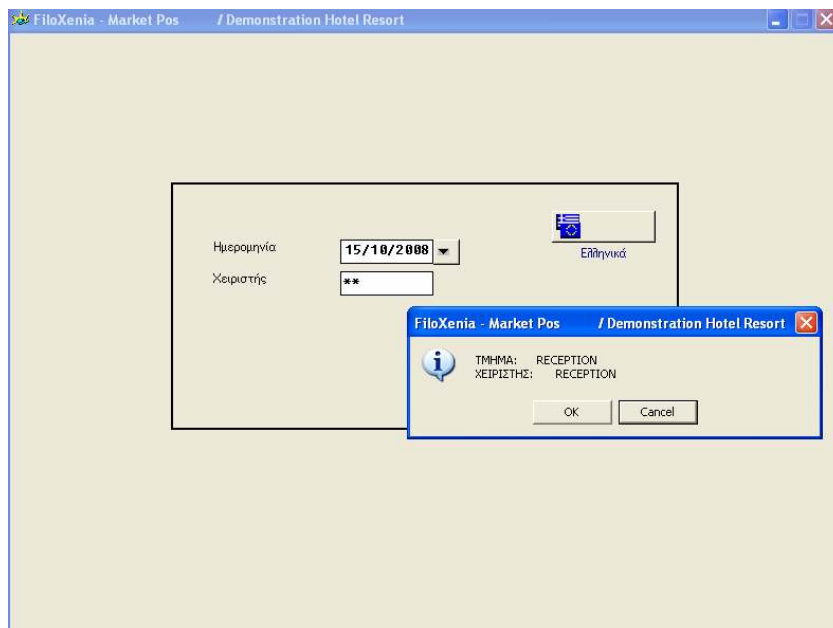 FiloXenia - Market Pos / Demonstration Hotel Resort
Ημερομηνία 15/10/2008
Ελληνικά
Χειριστής **
FiloXenia - Market Pos / Demonstration Hotel Resort
ΤΜΗΜΑ: RECEPTION
ΧΕΙΡΙΣΤΗΣ: RECEPTION
OK Cancel